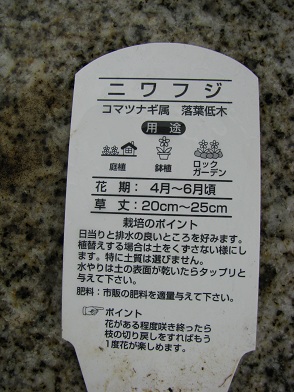 ニワフジ
コマツナギ属 落葉低木
用途
庭植 鉢植 ロックガーデン
花期: 4月〜6月頃
草丈: 20cm〜25cm
栽培のポイント
日当りと排水の良いところを好みます。
植替えする場合は土をくずさない様にし
ます。特に土質は選びません。
水やりは土の表面が乾いたらタップリと
与えて下さい。
肥料:市販の肥料を適量与えて下さい。
ポイント
花がある程度咲き終ったら
枝の切り戻しをすればもう
1度花が楽しめます。